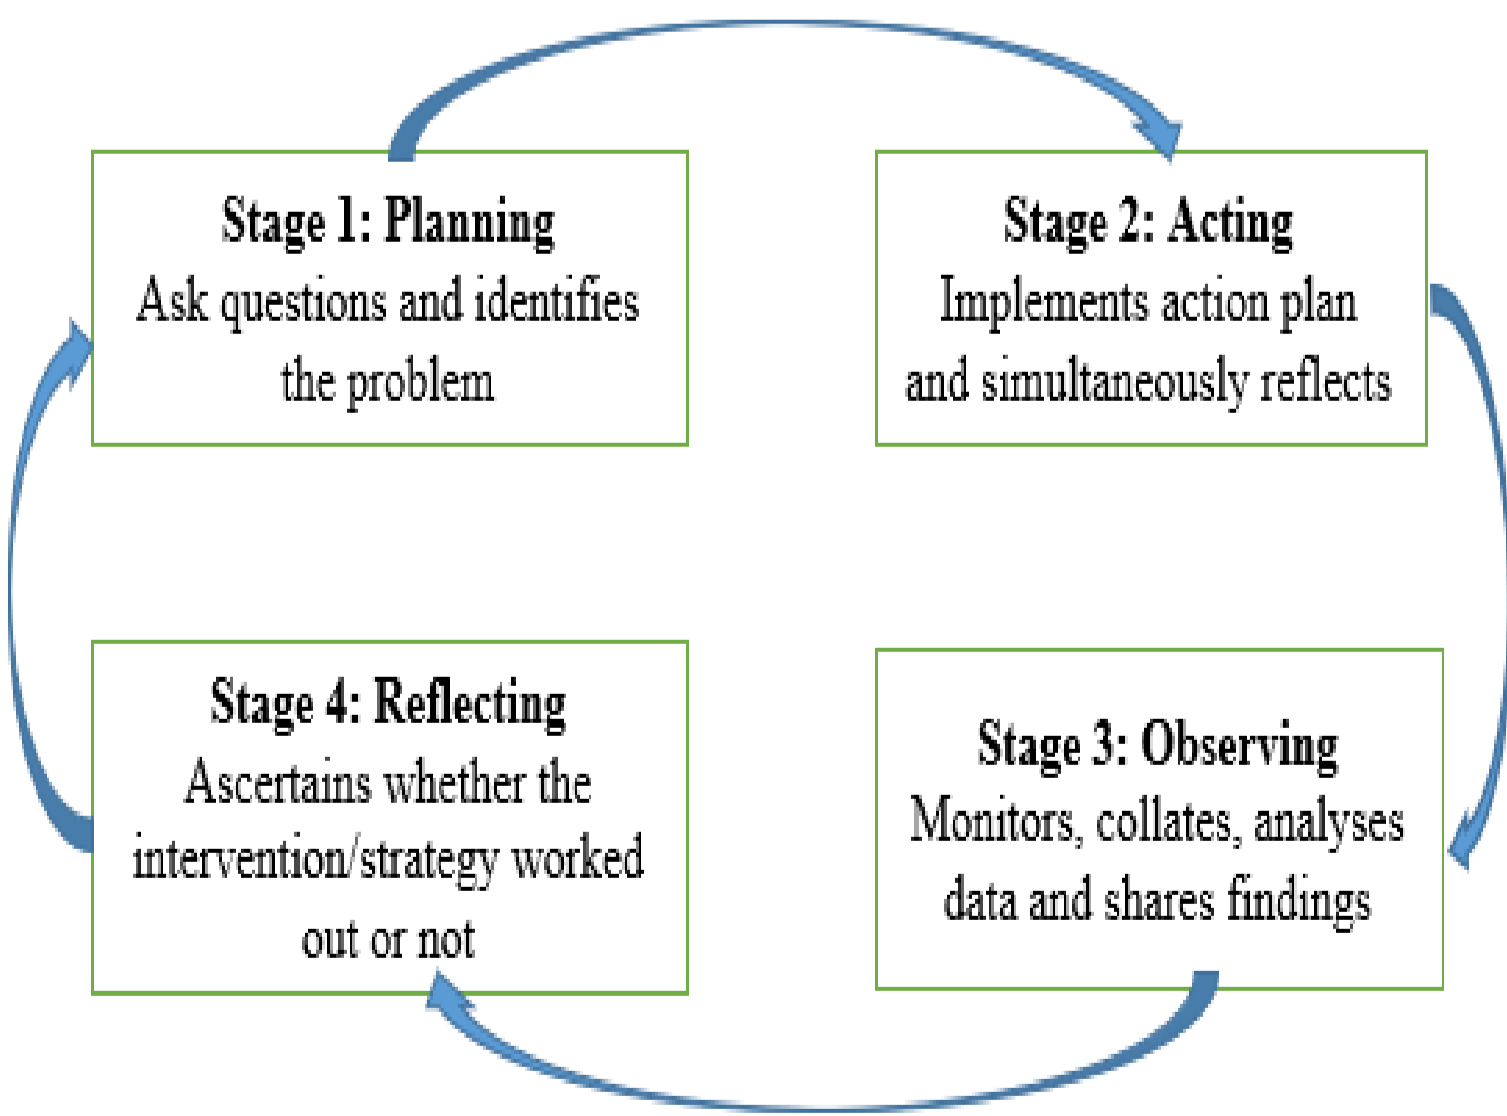 Stage 1: Planning
Ask questions and identifies
the problem
Stage 2: Acting
Implements action plan
and simultaneously reflects
Stage 3: Observing
Monitors, collates, analyses
data and shares findings
Stage 4: Reflecting
Ascertains whether the
intervention/strategy worked
out or not